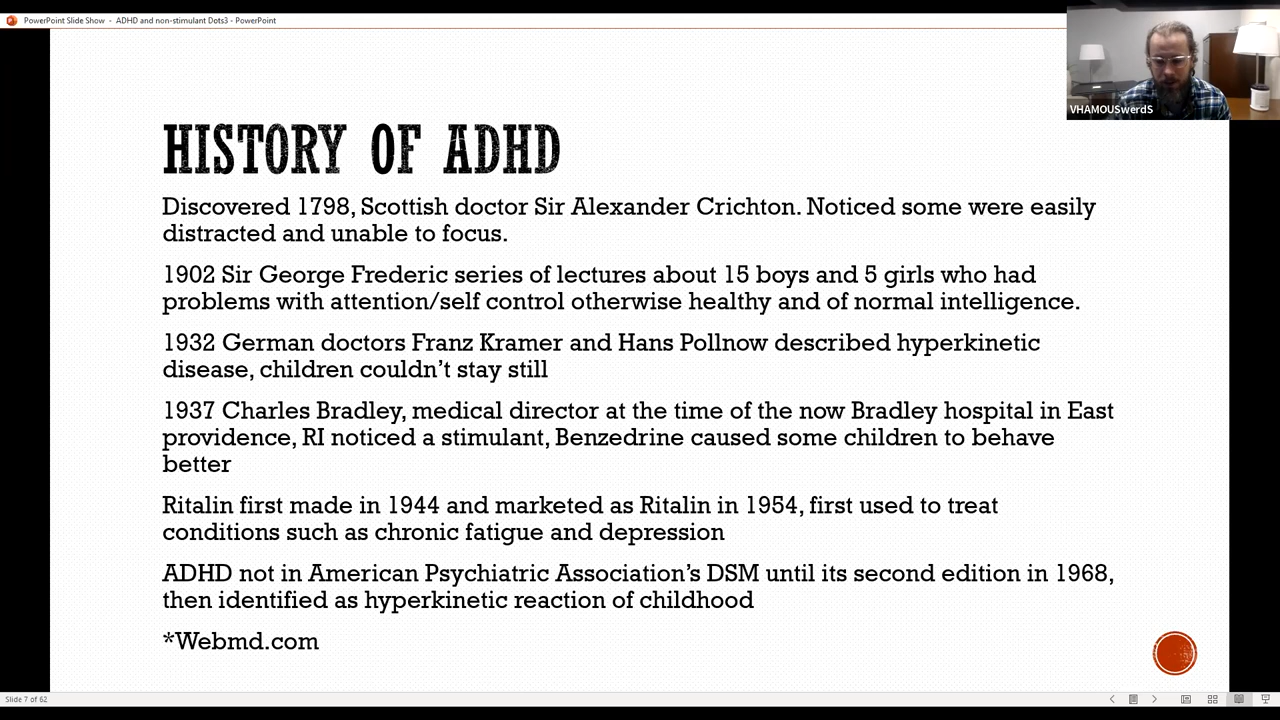 PowerPoint Slide Show - ADHD and non-stimulant Dots3 - PowerPoint
VHAMOUSwerdS
HISTORY OF ADHD
Discovered 1798, Scottish doctor Sir Alexander Crichton. Noticed some were easily
distracted and unable to focus.
1902 Sir George Frederic series of lectures about 15 boys and 5 girls who had
problems with attention/self control otherwise healthy and of normal intelligence.
1932 German doctors Franz Kramer and Hans Pollnow described hyperkinetic
disease, children couldn’t stay still
1937 Charles Bradley, medical director at the time of the now Bradley hospital in East
providence, RI noticed a stimulant, Benzedrine caused some children to behave
better
Ritalin first made in 1944 and marketed as Ritalin in 1954, first used to treat
conditions such as chronic fatigue and depression
ADHD not in American Psychiatric Association’s DSM until its second edition in 1968,
then identified as hyperkinetic reaction of childhood
*Webmd.com
Slide 7 of 62